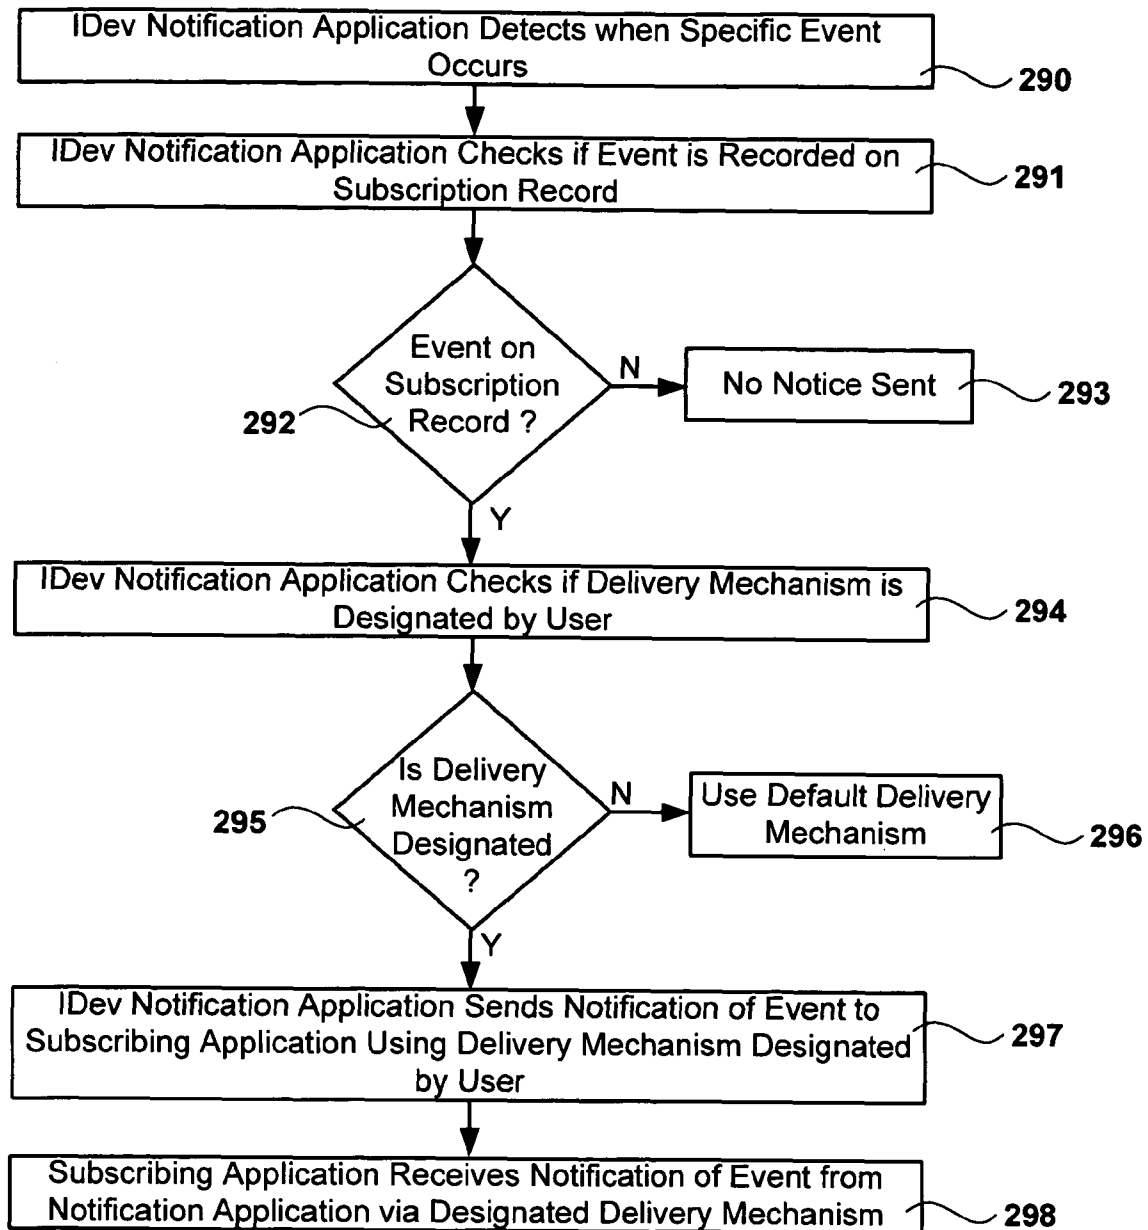 IDev Notification Application Detects when Specific Event
Occurs
290
IDev Notification Application Checks if Event is Recorded on
Subscription Record
291
Event on
Subscription
Record ?
292
N
No Notice Sent
293
Y
IDev Notification Application Checks if Delivery Mechanism is
Designated by User
294
Is Delivery
Mechanism
Designated
?
295
N
Use Default Delivery
Mechanism
296
Y
IDev Notification Application Sends Notification of Event to
Subscribing Application Using Delivery Mechanism Designated
by User
297
Subscribing Application Receives Notification of Event from
Notification Application via Designated Delivery Mechanism
298